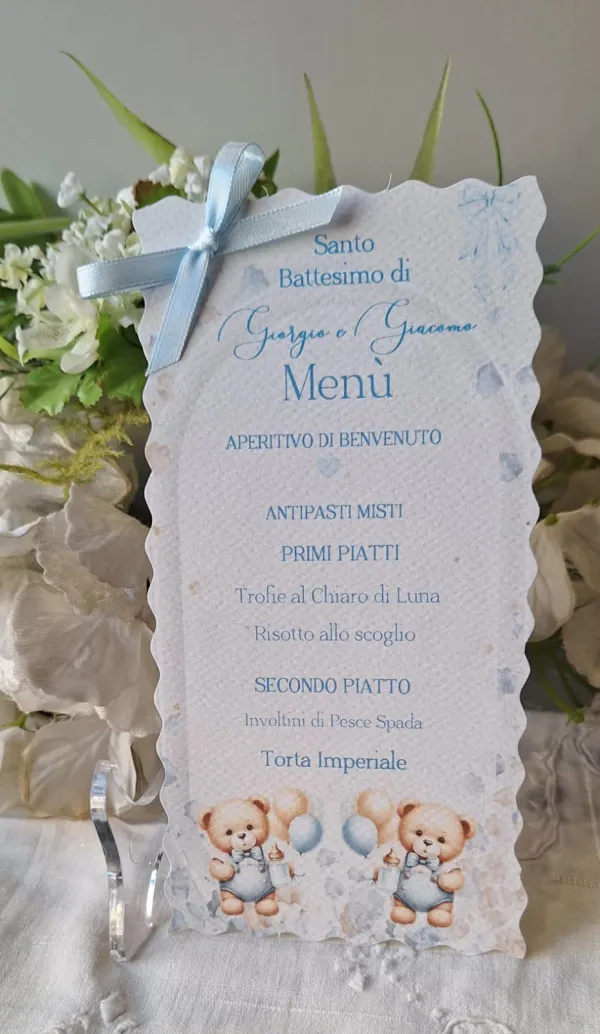 Santo
Battesimo di
Giorgio e Giacomo
Menù
APERITIVO DI BENVENUTO
ANTIPASTI MISTI
PRIMI PIATTI
Trofie al Chiaro di Luna
Risotto allo scoglio
SECONDO PIATTO
Involtini di Pesce Spada
Torta Imperiale